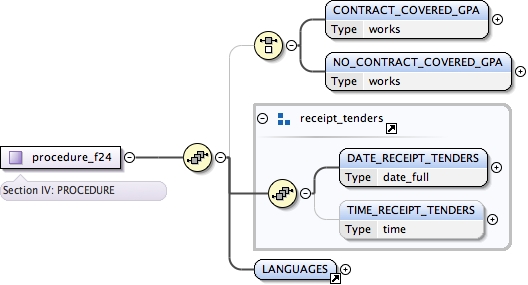 CONTRACT_COVERED_GPA
Type works
NO_CONTRACT_COVERED_GPA
Type works
receipt_tenders
procedure_f24
Section IV: PROCEDURE
DATE_RECEIPT_TENDERS
Type date_full
TIME_RECEIPT_TENDERS
Type time
LANGUAGES